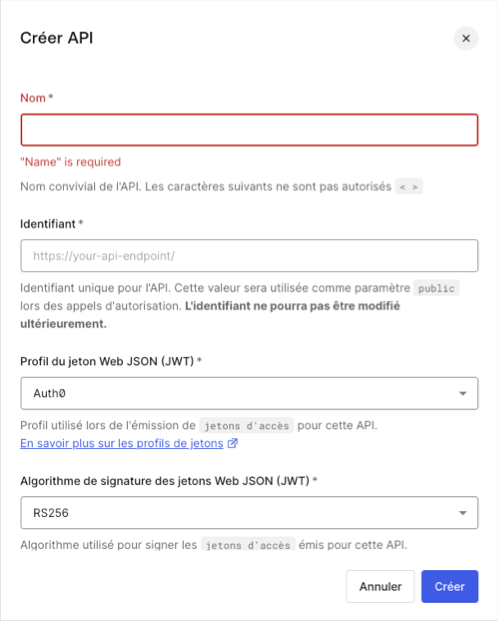 Créer API
Nom *
"Name" is required
Nom convivial de l'API. Les caractères suivants ne sont pas autorisés < >
Identifiant *
https://your-api-endpoint/
Identifiant unique pour l'API. Cette valeur sera utilisée comme paramètre public
lors des appels d'autorisation. L'identifiant ne pourra pas être modifié
ultérieurement.
Profil du jeton Web JSON (JWT) *
Auth0
Profil utilisé lors de l'émission de jetons d'accès pour cette API.
En savoir plus sur les profils de jetons
Algorithme de signature des jetons Web JSON (JWT) *
RS256
Algorithme utilisé pour signer les jetons d'accès émis pour cette API.
Annuler Créer